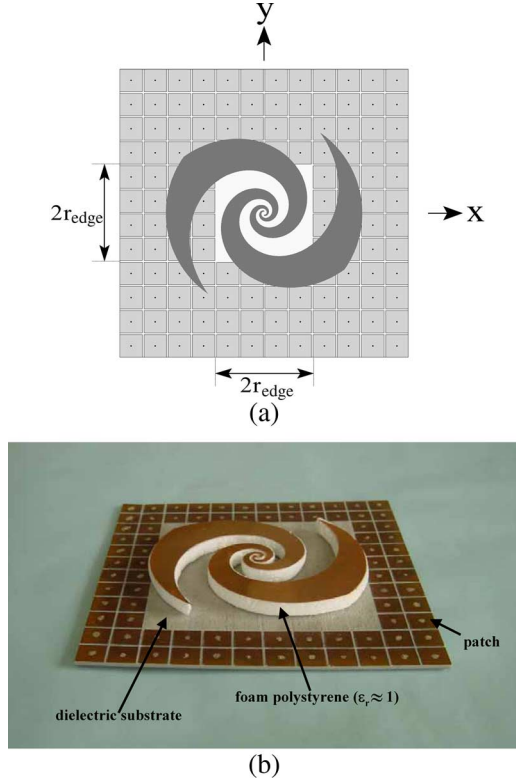 y
2r_edge
x
2r_edge
(a)
patch
foam polystyrene (ε_r ≈ 1)
dielectric substrate
(b)